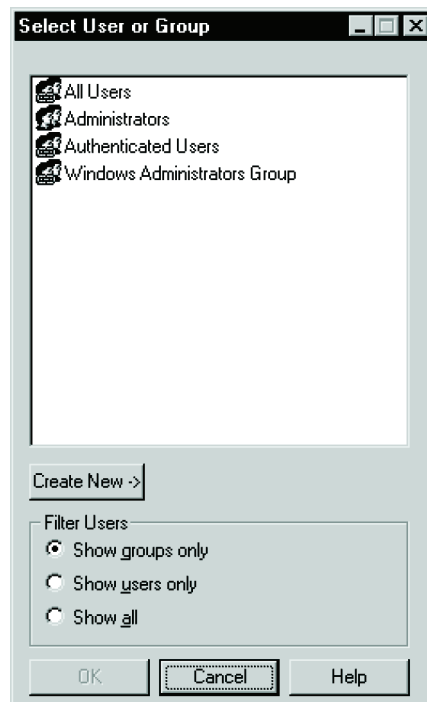 Select User or Group
All Users
Administrators
Authenticated Users
Windows Administrators Group
Create New ->
Filter Users
Show groups only
Show users only
Show all
OK
Cancel
Help